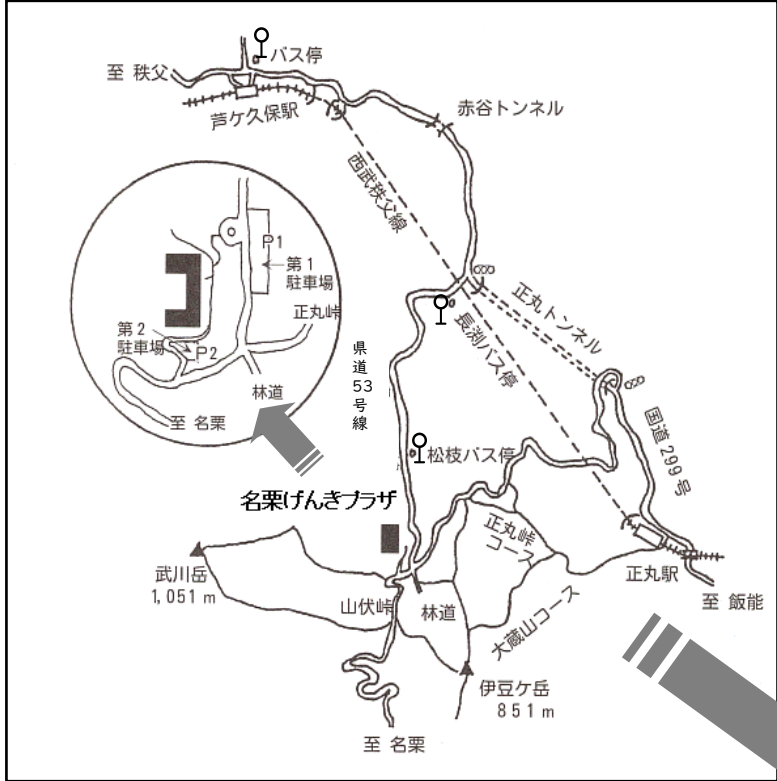 バス停
至 秩父
芦ケ久保駅
赤谷トンネル
西武秩父線
P1
第1
駐車場
正丸峠
第2
駐車場
P2
林道
至 名栗
正丸トンネル
長渕バス停
県道53号線
国道299号
松枝バス停
名栗げんきプラザ
正丸峠
コース
武川岳
1,051m
山伏峠
林道
大蔵山コース
正丸駅
至 飯能
伊豆ケ岳
851m
至 名栗